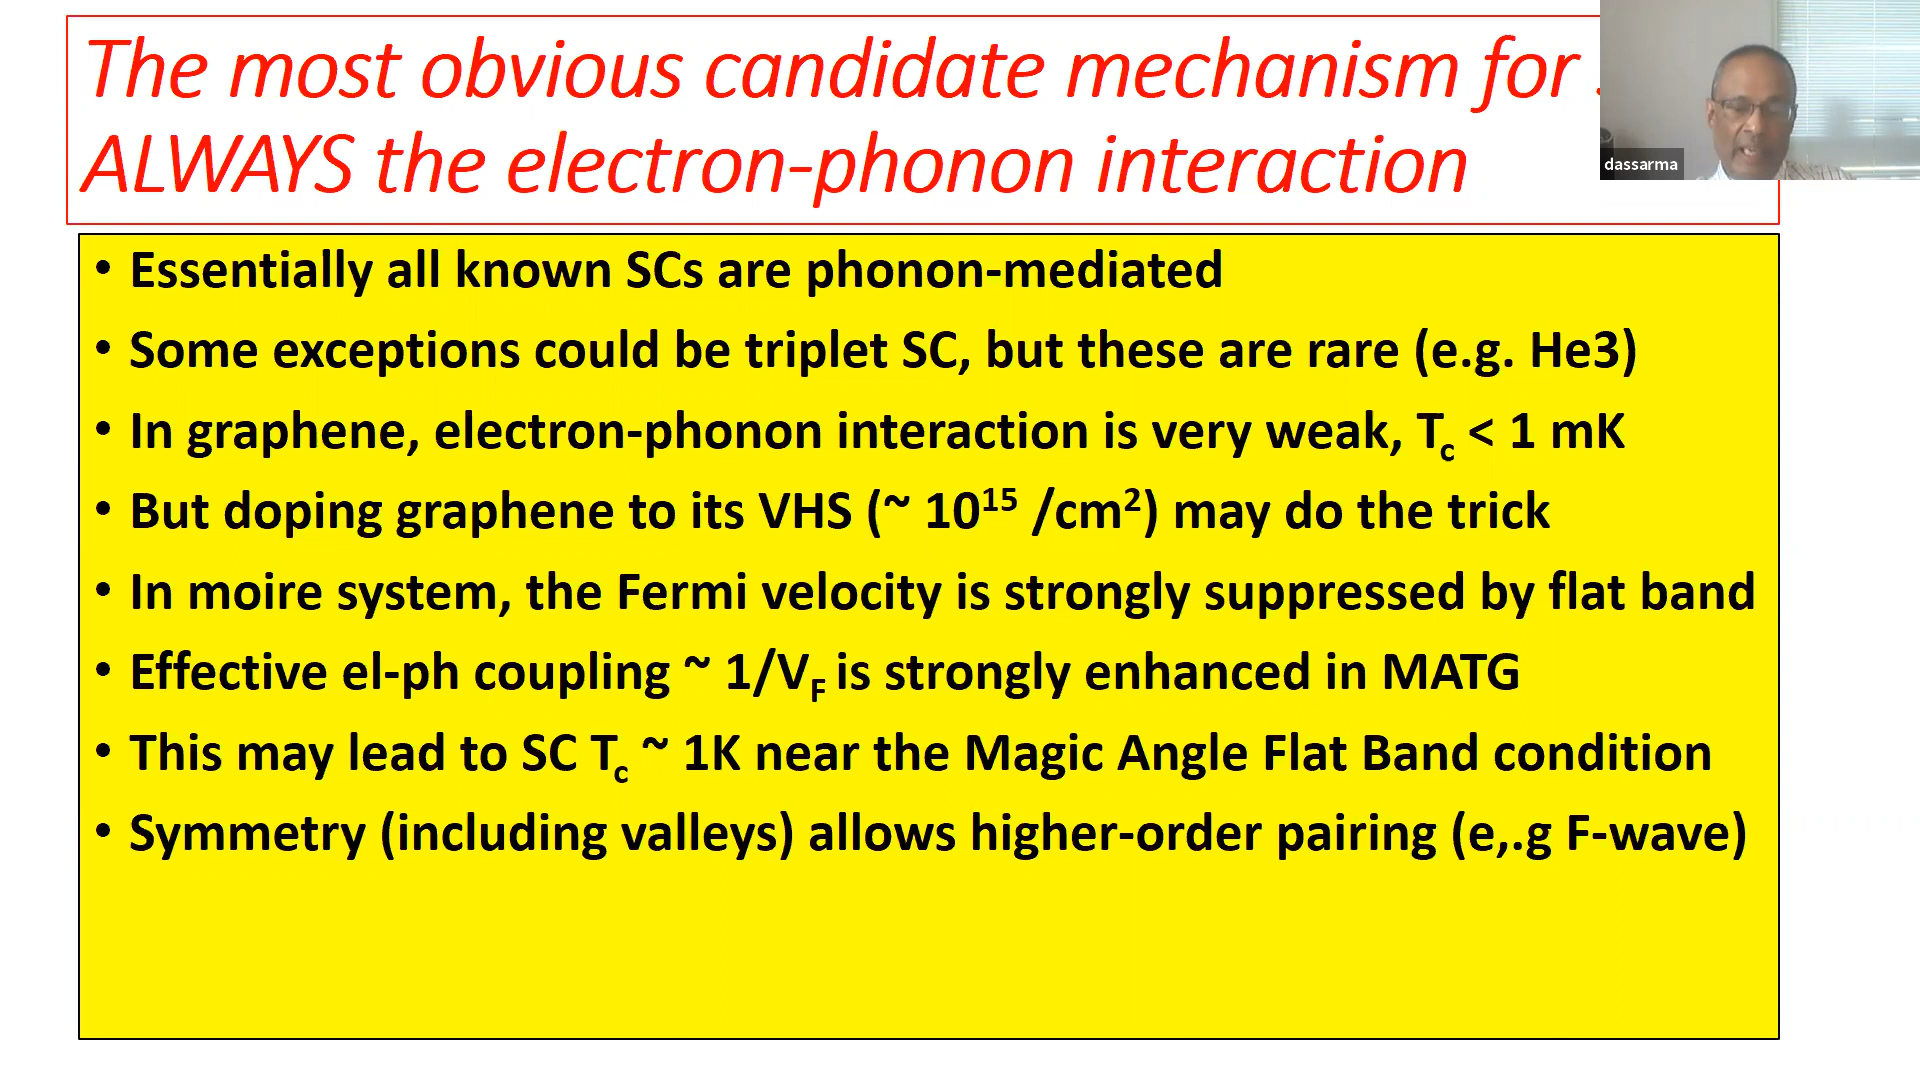 The most obvious candidate mechanism for
ALWAYS the electron-phonon interaction
dassarma
• Essentially all known SCs are phonon-mediated
• Some exceptions could be triplet SC, but these are rare (e.g. He3)
• In graphene, electron-phonon interaction is very weak, Tc < 1 mK
• But doping graphene to its VHS (~ 10¹⁵ /cm²) may do the trick
• In moire system, the Fermi velocity is strongly suppressed by flat band
• Effective el-ph coupling ~ 1/VF is strongly enhanced in MATG
• This may lead to SC Tc ~ 1K near the Magic Angle Flat Band condition
• Symmetry (including valleys) allows higher-order pairing (e,.g F-wave)